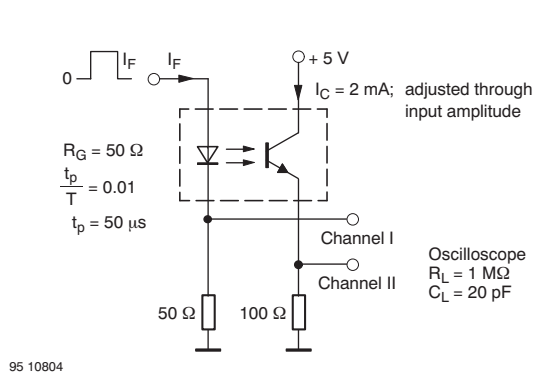 0
I_F
I_F
+ 5 V
I_C = 2 mA; adjusted through
input amplitude
R_G = 50 Ω
t_p
T
= 0.01
t_p = 50 μs
Channel I
Channel II
Oscilloscope
R_L = 1 MΩ
C_L = 20 pF
50 Ω
100 Ω
95 10804